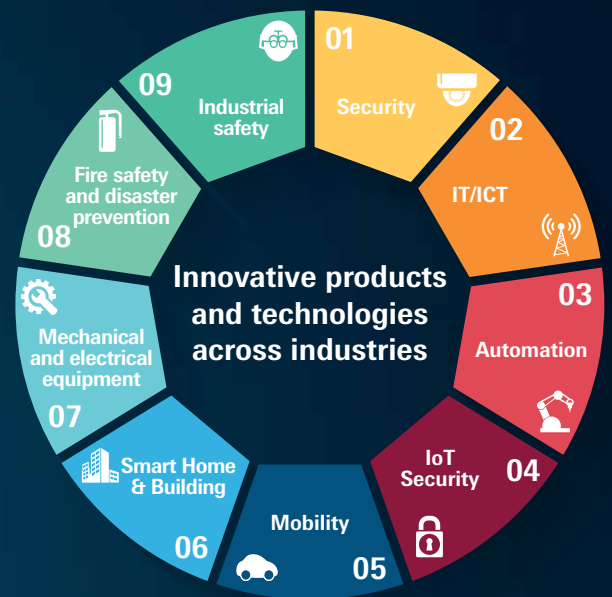 Innovative products
and technologies
across industries
01
Security
02
IT/ICT
03
Automation
04
IoT
Security
05
Mobility
06
Smart Home
& Building
07
Mechanical
and electrical
equipment
08
Fire safety
and disaster
prevention
09
Industrial
safety